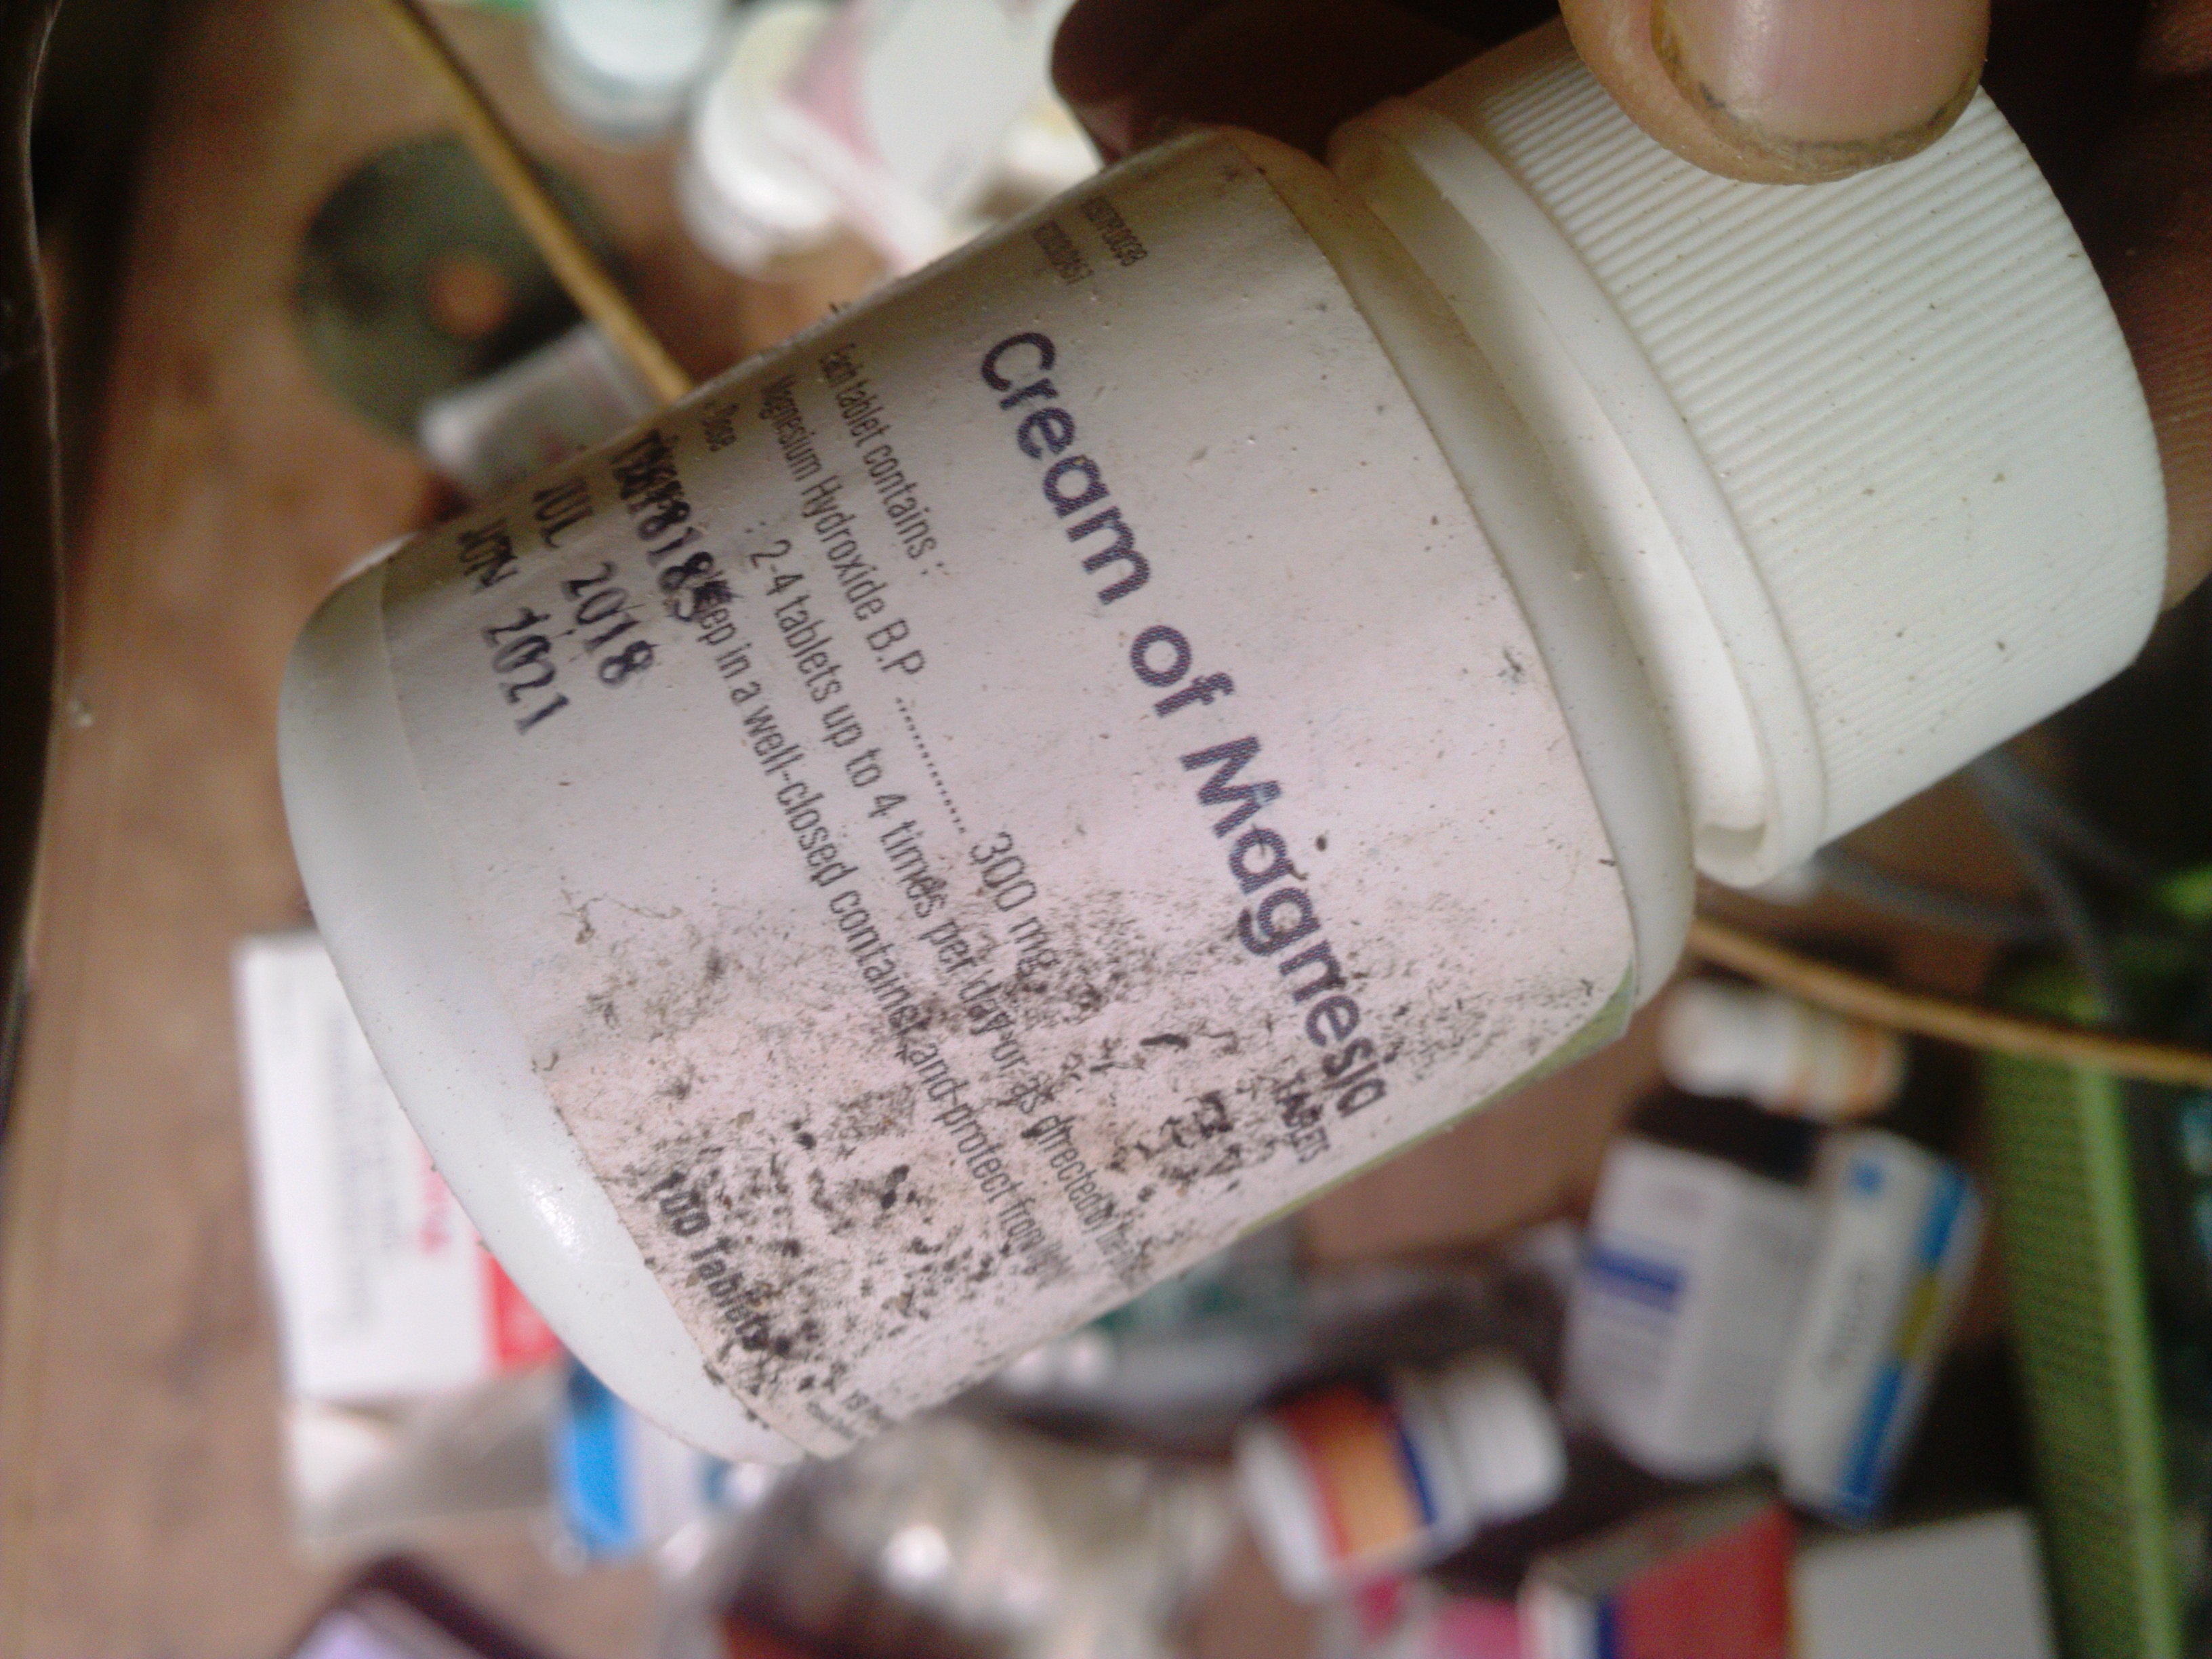 Cream of Magnesia
TABLETS
Each tablet contains :
Magnesium Hydroxide B.P. ............ 300 mg
Dose : 2-4 tablets up to 4 times per day or as directed
Keep in a well-closed container and protect from
JUL 2018
JUN 2021
100 Tablets